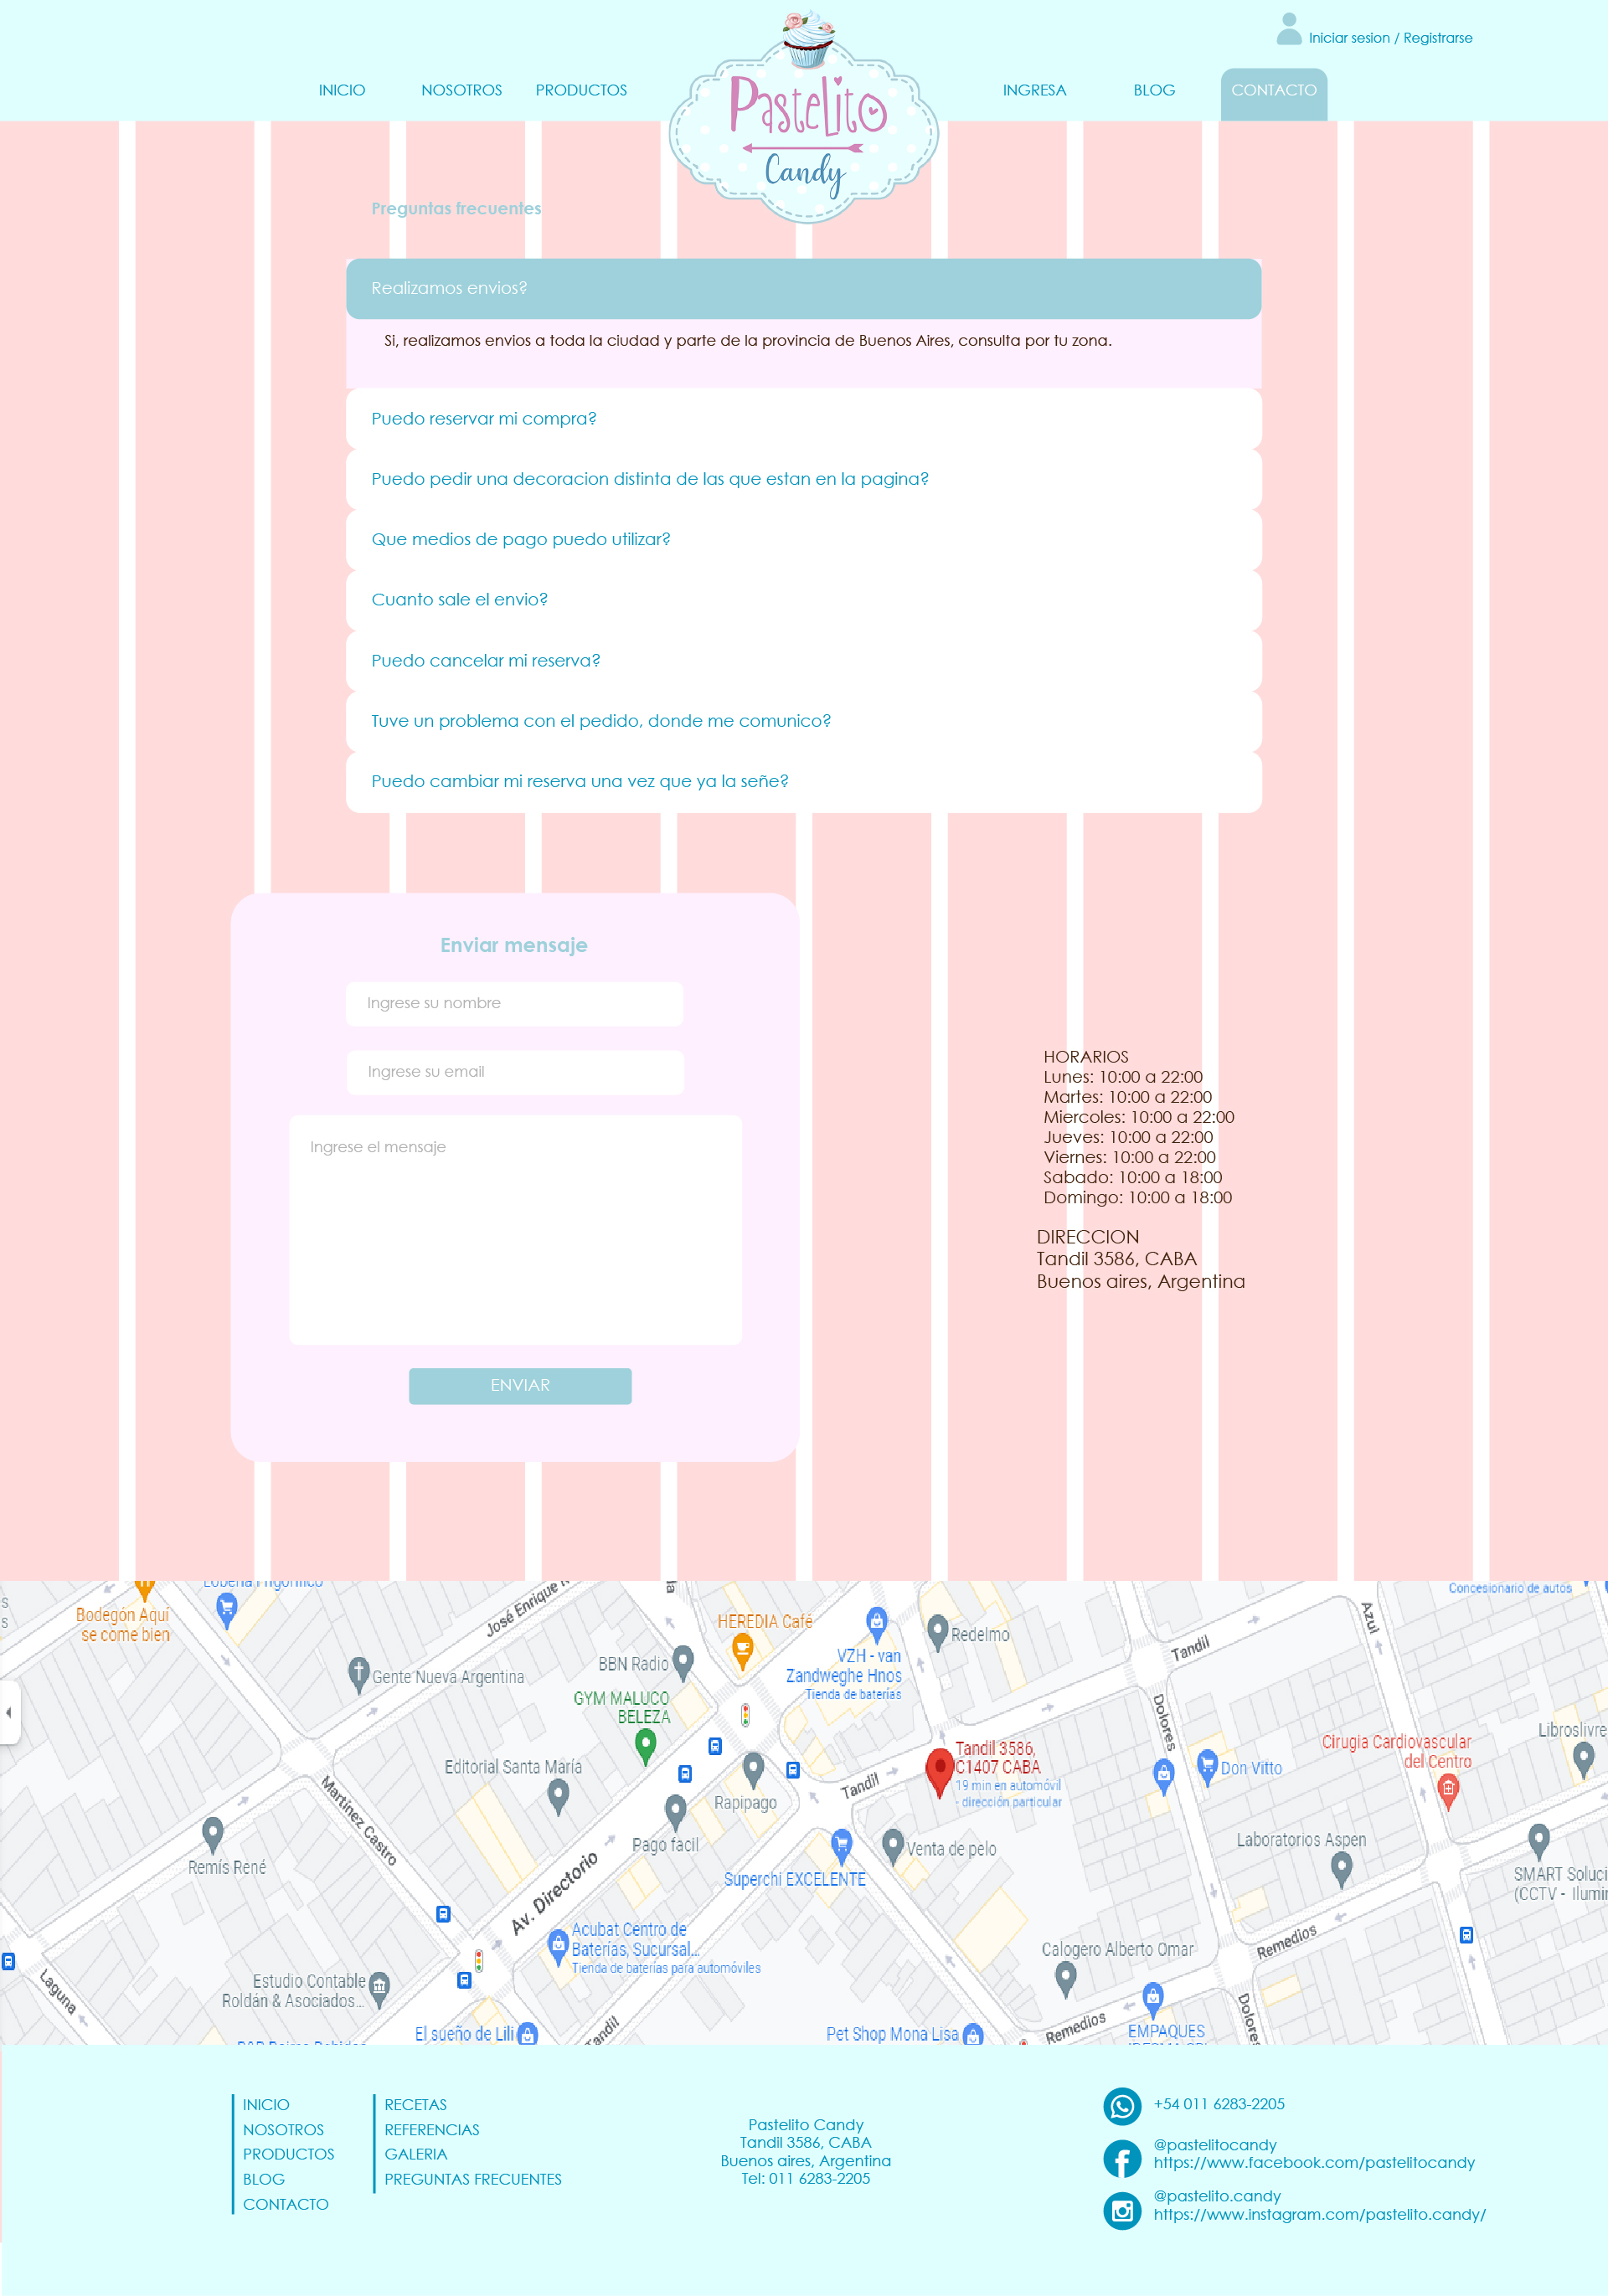 Iniciar sesion / Registrarse
INICIO
NOSOTROS
PRODUCTOS
Pastelito
Candy
INGRESA
BLOG
CONTACTO
Preguntas frecuentes
Realizamos envios?
Si, realizamos envios a toda la ciudad y parte de la provincia de Buenos Aires, consulta por tu zona.
Puedo reservar mi compra?
Puedo pedir una decoracion distinta de las que estan en la pagina?
Que medios de pago puedo utilizar?
Cuanto sale el envio?
Puedo cancelar mi reserva?
Tuve un problema con el pedido, donde me comunico?
Puedo cambiar mi reserva una vez que ya la señe?
Enviar mensaje
Ingrese su nombre
Ingrese su email
Ingrese el mensaje
ENVIAR
HORARIOS
Lunes: 10:00 a 22:00
Martes: 10:00 a 22:00
Miercoles: 10:00 a 22:00
Jueves: 10:00 a 22:00
Viernes: 10:00 a 22:00
Sabado: 10:00 a 18:00
Domingo: 10:00 a 18:00
DIRECCION
Tandil 3586, CABA
Buenos aires, Argentina
Concesionario de autos
Bodegón Aquí
se come bien
José Enrique
HEREDIA Café
Redelmo
Azul
Tandil
Gente Nueva Argentina
BBN Radio
VZH - van
Zandweghe Hnos
Tienda de baterías
GYM MALUCO
BELEZA
Dolores
Libroslivre
Cirugia Cardiovascular
del Centro
Tandil 3586,
C1407 CABA
19 min en automóvil
- dirección particular
Don Vitto
Editorial Santa María
Tandil
Rapipago
Martínez Castro
Pago facil
Venta de pelo
Laboratorios Aspen
Remís René
Superchi EXCELENTE
SMART Soluci
(CCTV - Ilumin
Av. Directorio
Acubat Centro de
Baterías, Sucursal...
Tienda de baterías para automóviles
Remedios
Calogero Alberto Omar
Laguna
Estudio Contable
Roldán & Asociados...
Dolores
El sueño de Lili
Tandil
Pet Shop Mona Lisa
Remedios
EMPAQUES
INICIO
NOSOTROS
PRODUCTOS
BLOG
CONTACTO
RECETAS
REFERENCIAS
GALERIA
PREGUNTAS FRECUENTES
Pastelito Candy
Tandil 3586, CABA
Buenos aires, Argentina
Tel: 011 6283-2205
+54 011 6283-2205
@pastelitocandy
https://www.facebook.com/pastelitocandy
@pastelito.candy
https://www.instagram.com/pastelito.candy/